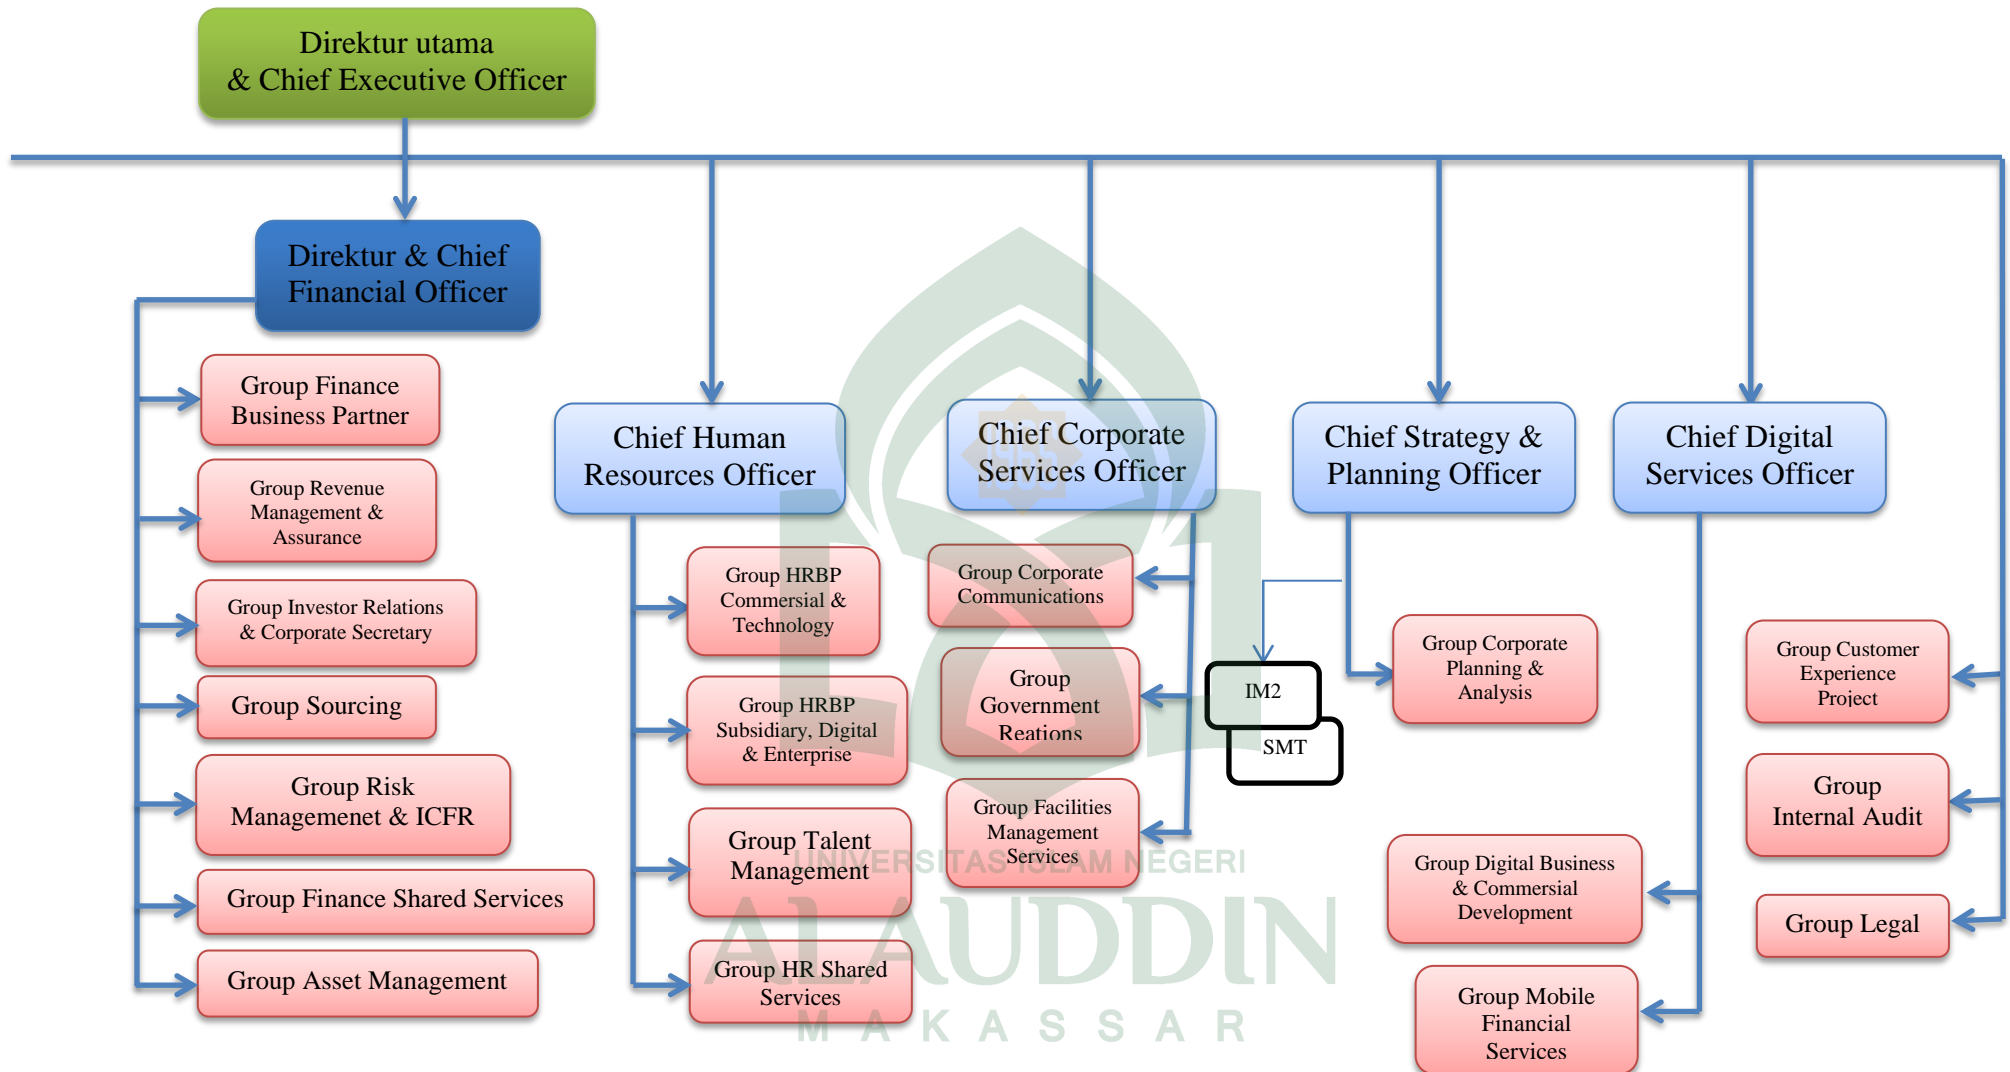 Direktur utama
& Chief Executive Officer
Direktur & Chief
Financial Officer
Group Finance
Business Partner
Group Revenue
Management &
Assurance
Group Investor Relations
& Corporate Secretary
Group Sourcing
Group Risk
Managemenet & ICFR
Group Finance Shared Services
Group Asset Management
Chief Human
Resources Officer
Group HRBP
Commersial &
Technology
Group HRBP
Subsidiary, Digital
& Enterprise
Group Talent
Management
Group HR Shared
Services
Chief Corporate
Services Officer
Group Corporate
Communications
Group
Government
Reations
Group Facilities
Management
Services
Chief Strategy &
Planning Officer
IM2
SMT
Group Corporate
Planning &
Analysis
Chief Digital
Services Officer
Group Digital Business
& Commersial
Development
Group Mobile
Financial
Services
Group Customer
Experience
Project
Group
Internal Audit
Group Legal
1965
UNIVERSITAS ISLAM NEGERI
ALAUDDIN
MAKASSAR